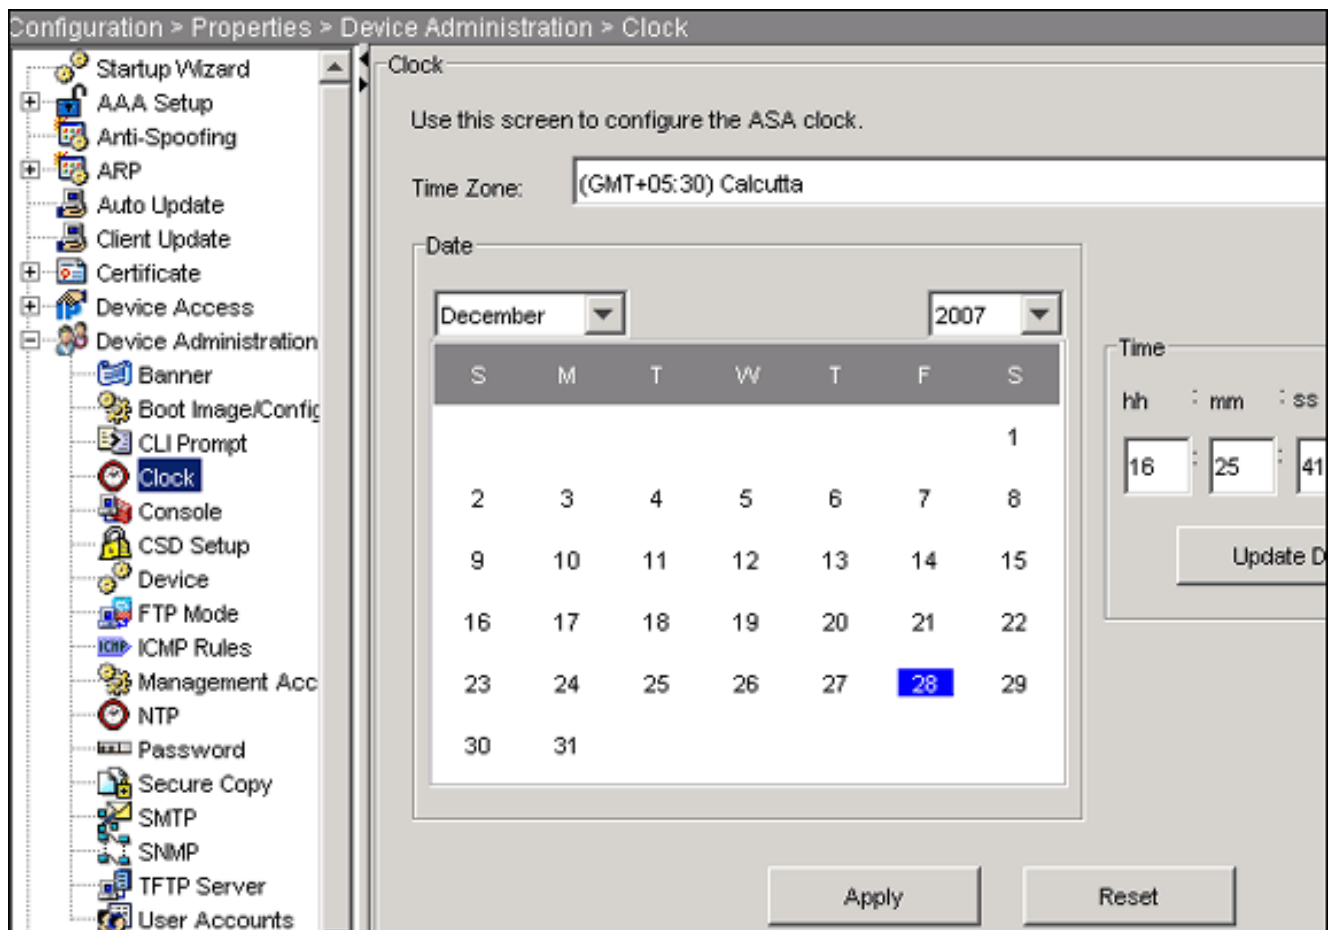 Configuration > Properties > Device Administration > Clock
Startup Wizard
AAA Setup
Anti-Spoofing
ARP
Auto Update
Client Update
Certificate
Device Access
Device Administration
Banner
Boot Image/Config
CLI Prompt
Clock
Console
CSD Setup
Device
FTP Mode
ICMP ICMP Rules
Management Acc
NTP
Password
Secure Copy
SMTP
SNMP
TFTP Server
User Accounts
Clock
Use this screen to configure the ASA clock.
Time Zone: (GMT+05:30) Calcutta
Date
December 2007
S M T W T F S
1
2 3 4 5 6 7 8
9 10 11 12 13 14 15
16 17 18 19 20 21 22
23 24 25 26 27 28 29
30 31
Time
hh : mm : ss
16 : 25 : 41
Update D
Apply Reset